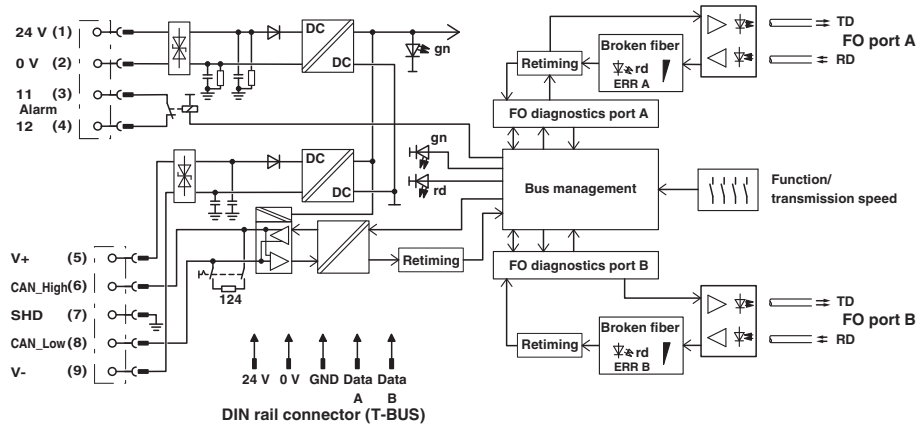 24 V (1)
0 V (2)
11 (3)
Alarm
12 (4)
DC
DC
gn
Retiming
Broken fiber
rd
ERR A
TD
FO port A
RD
FO diagnostics port A
gn
rd
Bus management
Function/
transmission speed
DC
DC
V+ (5)
CAN_High (6)
SHD (7)
CAN_Low (8)
V- (9)
124
Retiming
FO diagnostics port B
Retiming
Broken fiber
rd
ERR B
TD
FO port B
RD
24 V 0 V GND Data Data
A B
DIN rail connector (T-BUS)